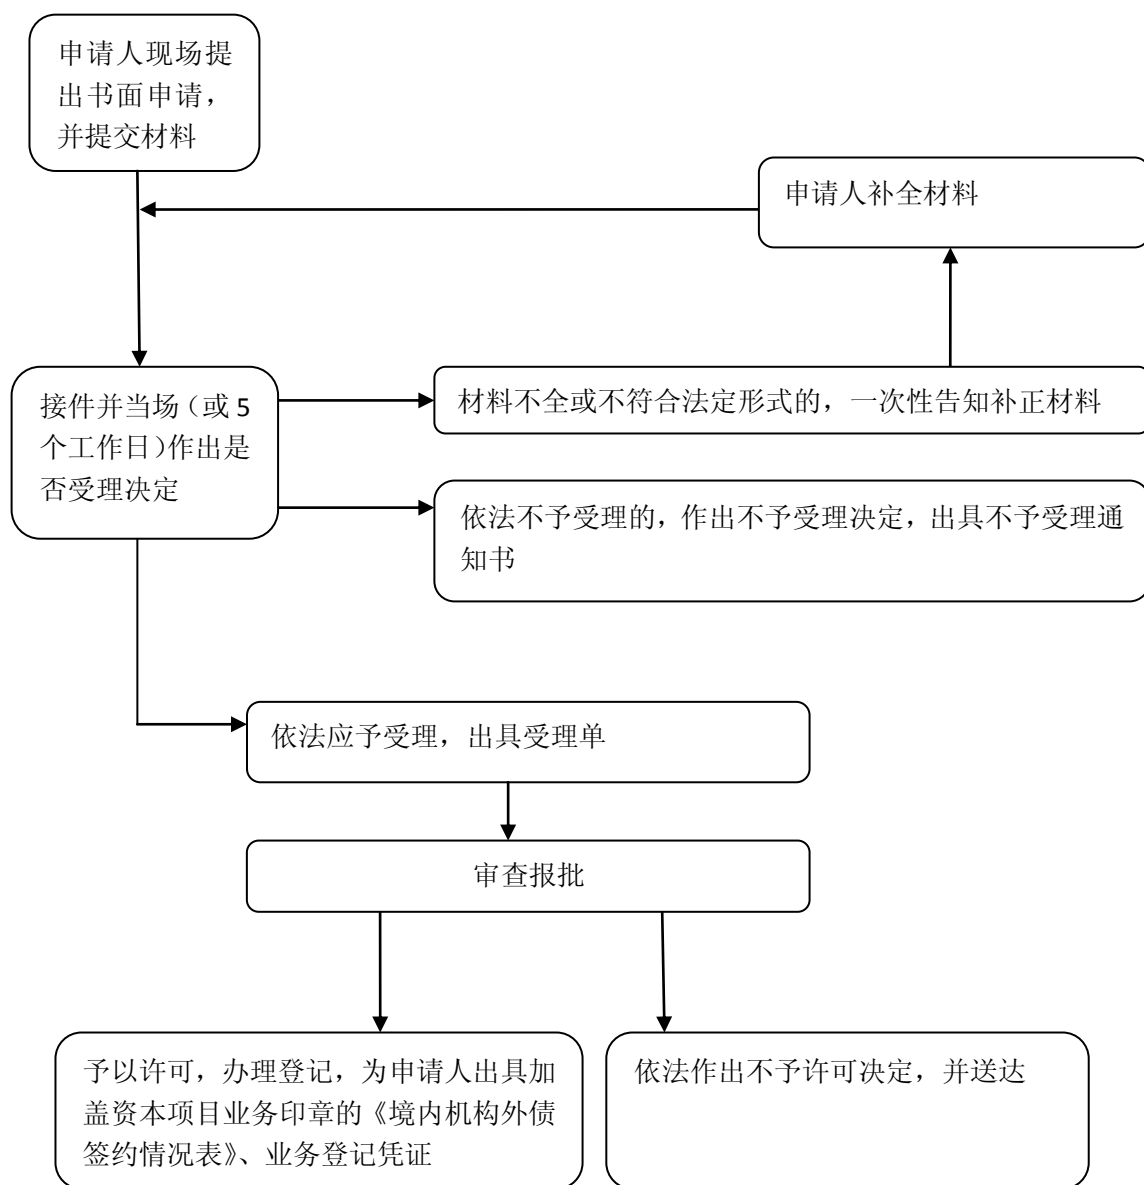 申请人现场提
出书面申请，
并提交材料
申请人补全材料
接件并当场（或 5
个工作日）作出是
否受理决定
材料不全或不符合法定形式的，一次性告知补正材料
依法不予受理的，作出不予受理决定，出具不予受理通
知书
依法应予受理，出具受理单
审查报批
予以许可，办理登记，为申请人出具加
盖资本项目业务印章的《境内机构外债
签约情况表》、业务登记凭证
依法作出不予许可决定，并送达